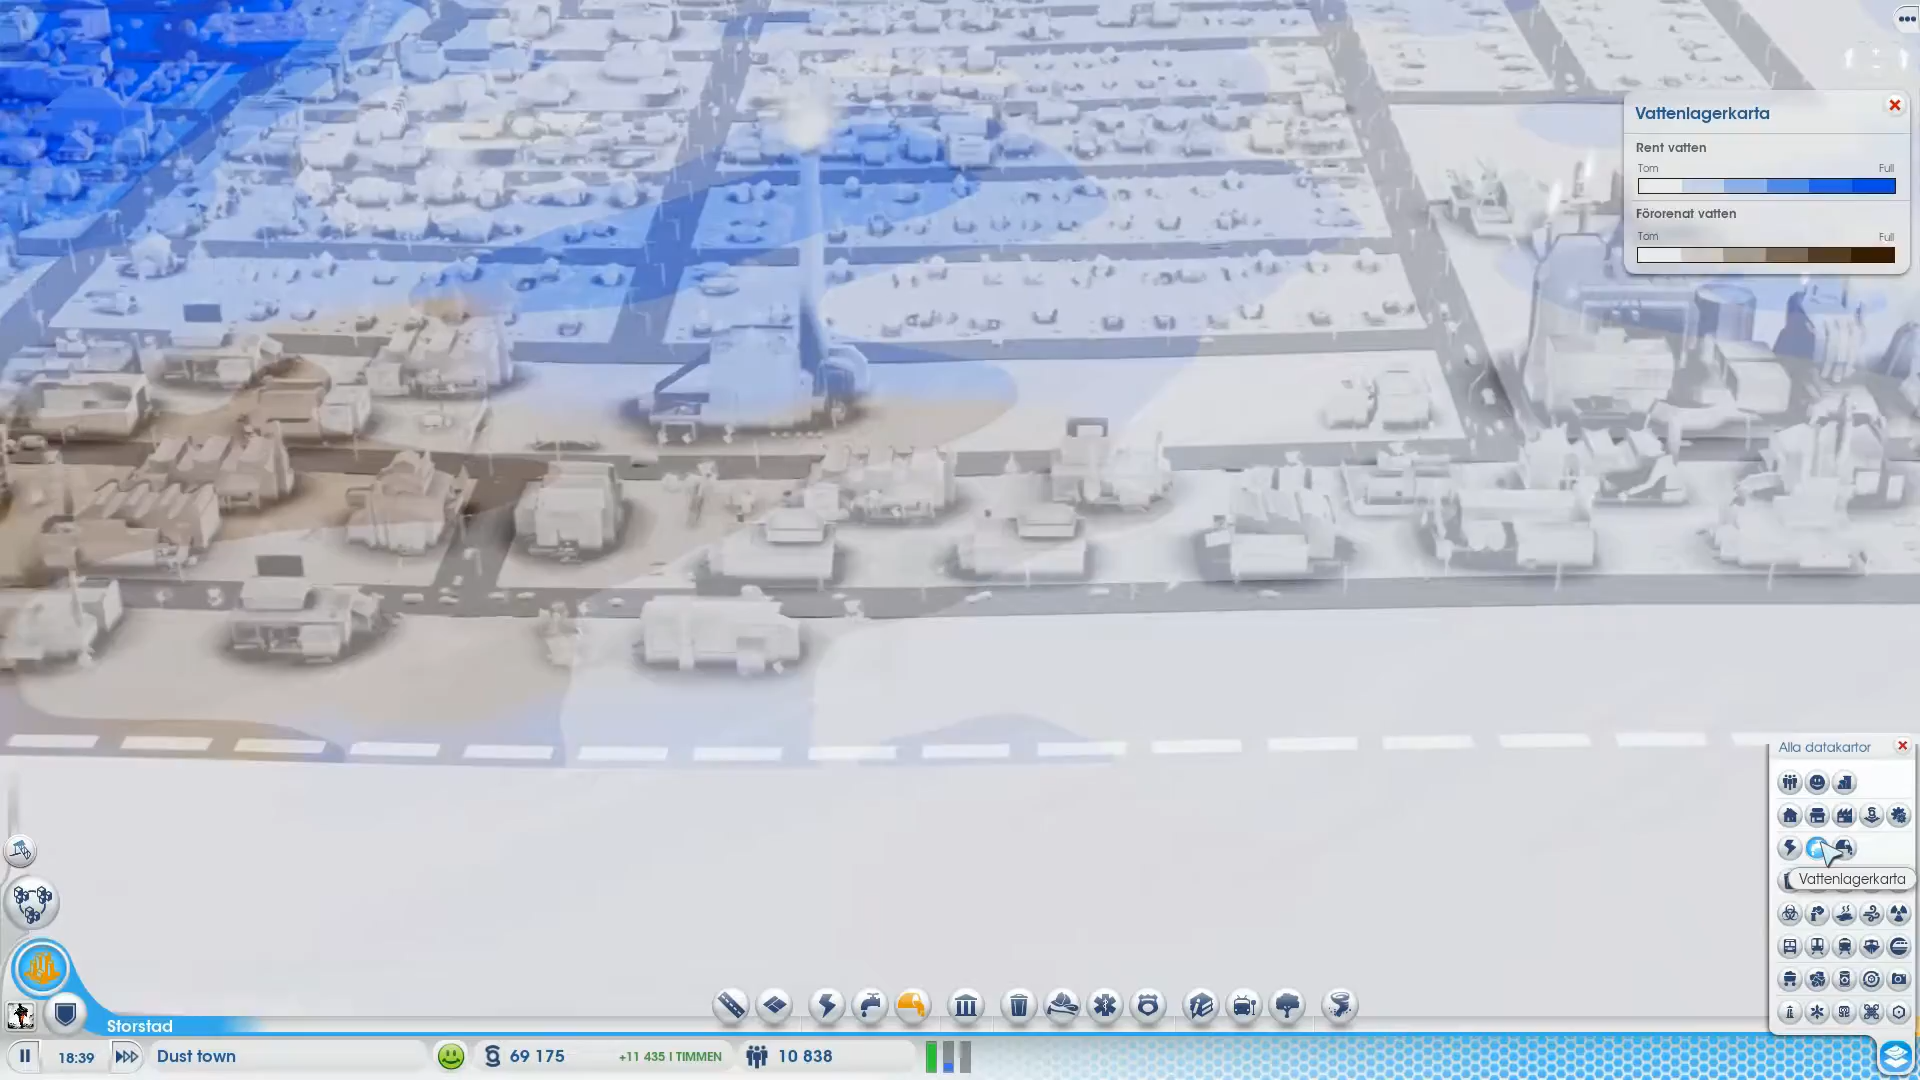 Vattenlagerkarta
Rent vatten
Tom Full
Förorenat vatten
Tom Full
Alla datakartor
Vattenlagerkarta
Storstad
18:39 Dust town 69 175 +11 435 I TIMMEN 10 838